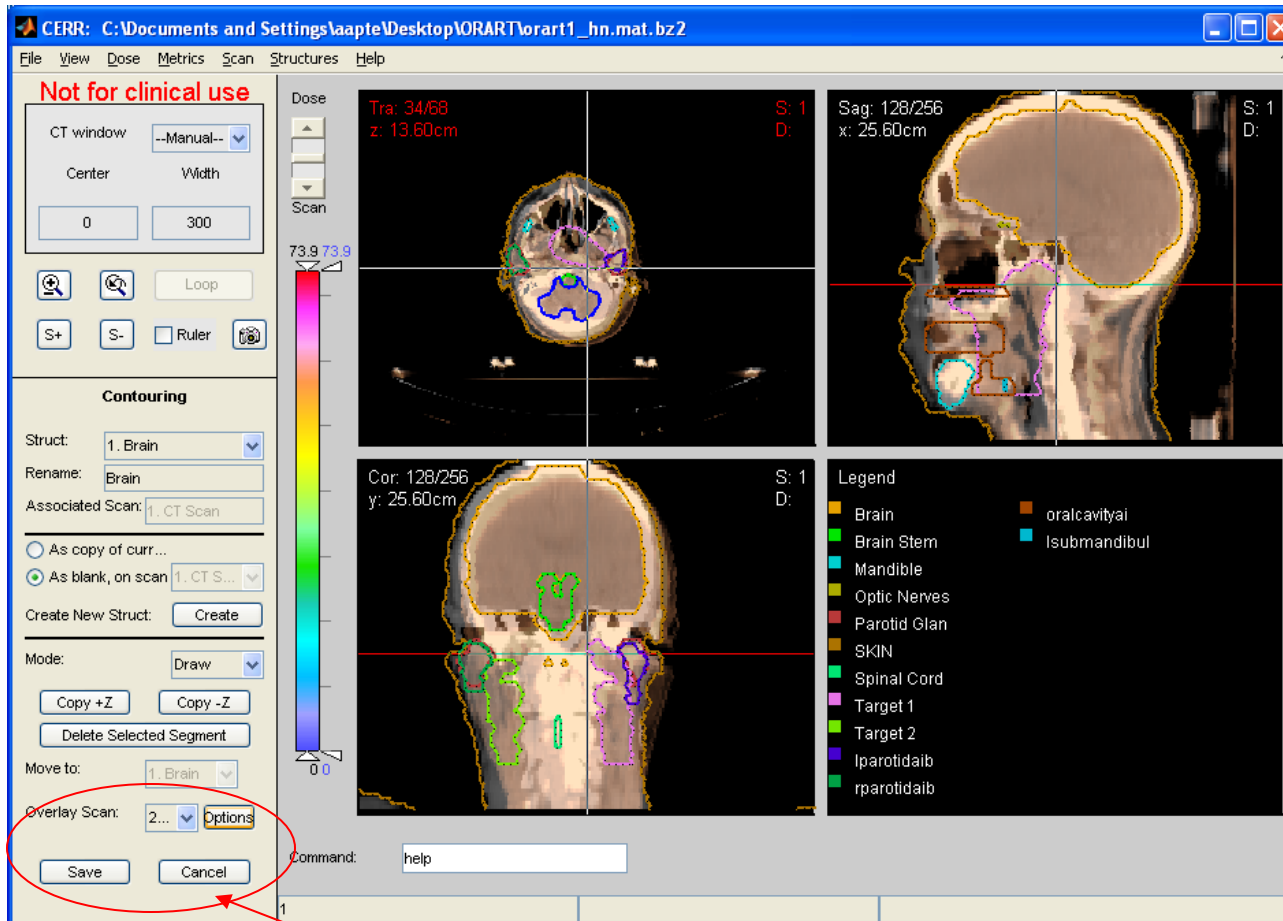 CERR: C:\Documents and Settings\aapte\Desktop\ORART\orart1_hn.mat.bz2
File View Dose Metrics Scan Structures Help
Not for clinical use
CT window
--Manual--
Center
Width
0
300
Loop
S+
S-
Ruler
Contouring
Struct:
1. Brain
Rename:
Brain
Associated Scan:
1. CT Scan
As copy of curr...
As blank, on scan
1. CT S...
Create New Struct:
Create
Mode:
Draw
Copy +Z
Copy -Z
Delete Selected Segment
Move to:
1. Brain
Overlay Scan:
2...
Options
Save
Cancel
Dose
Scan
73.9 73.9
0 0
Tra: 34/68
z: 13.60cm
S: 1
D:
Sag: 128/256
x: 25.60cm
S: 1
D:
Cor: 128/256
y: 25.60cm
S: 1
D:
Legend
Brain
Brain Stem
Mandible
Optic Nerves
Parotid Glan
SKIN
Spinal Cord
Target 1
Target 2
lparotidaib
rparotidaib
oralcavityai
lsubmandibul
Command:
help
1